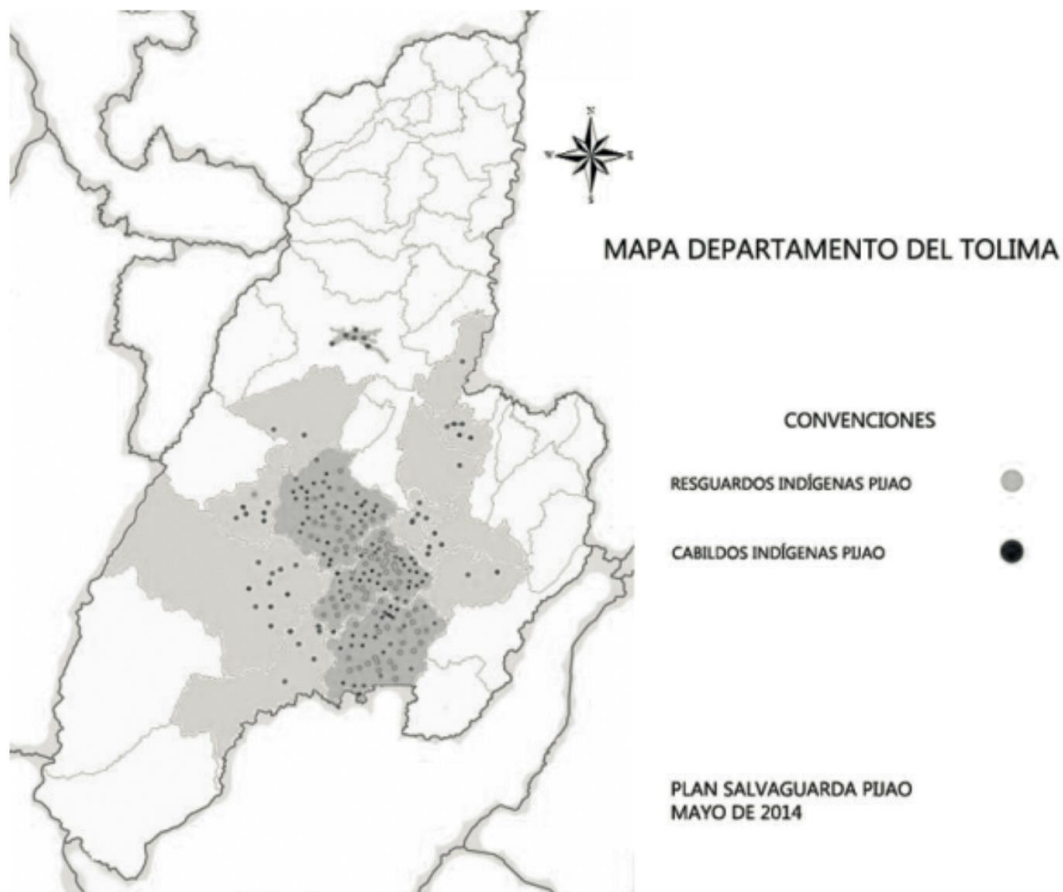 N
W
E
S
MAPA DEPARTAMENTO DEL TOLIMA
CONVENCIONES
RESGUARDOS INDÍGENAS PIJAO
CABILDOS INDÍGENAS PIJAO
PLAN SALVAGUARDA PIJAO
MAYO DE 2014